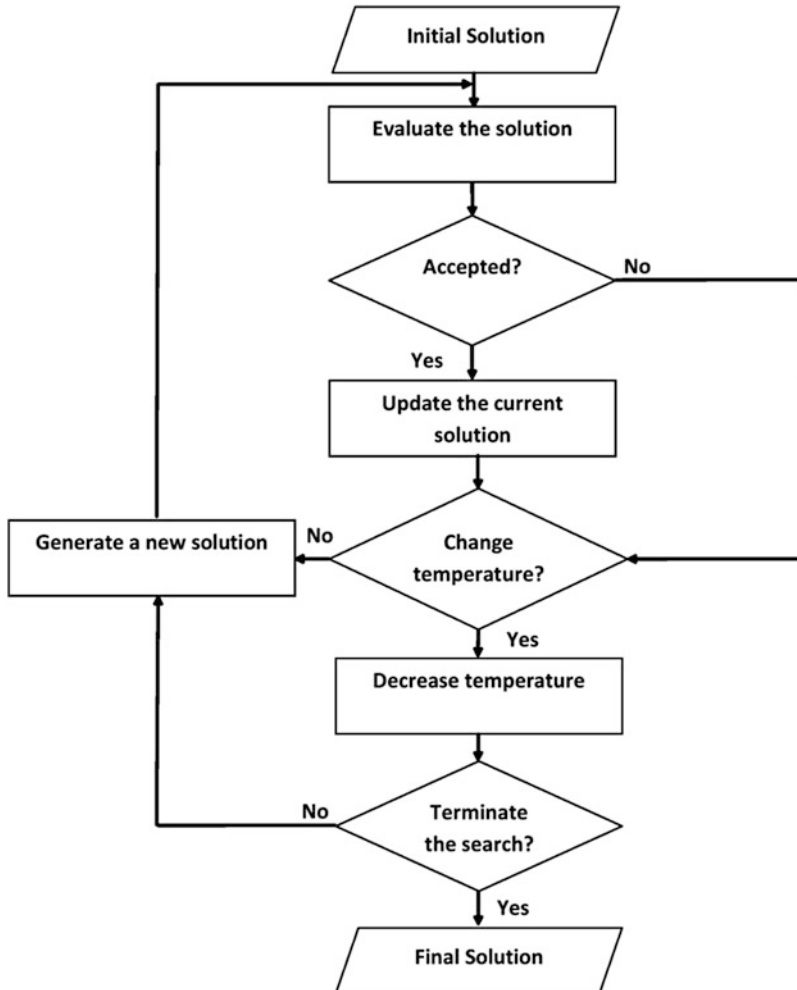 Initial Solution
Evaluate the solution
Accepted?
No
Yes
Update the current
solution
Generate a new solution
No
Change
temperature?
Yes
Decrease temperature
No
Terminate
the search?
Yes
Final Solution